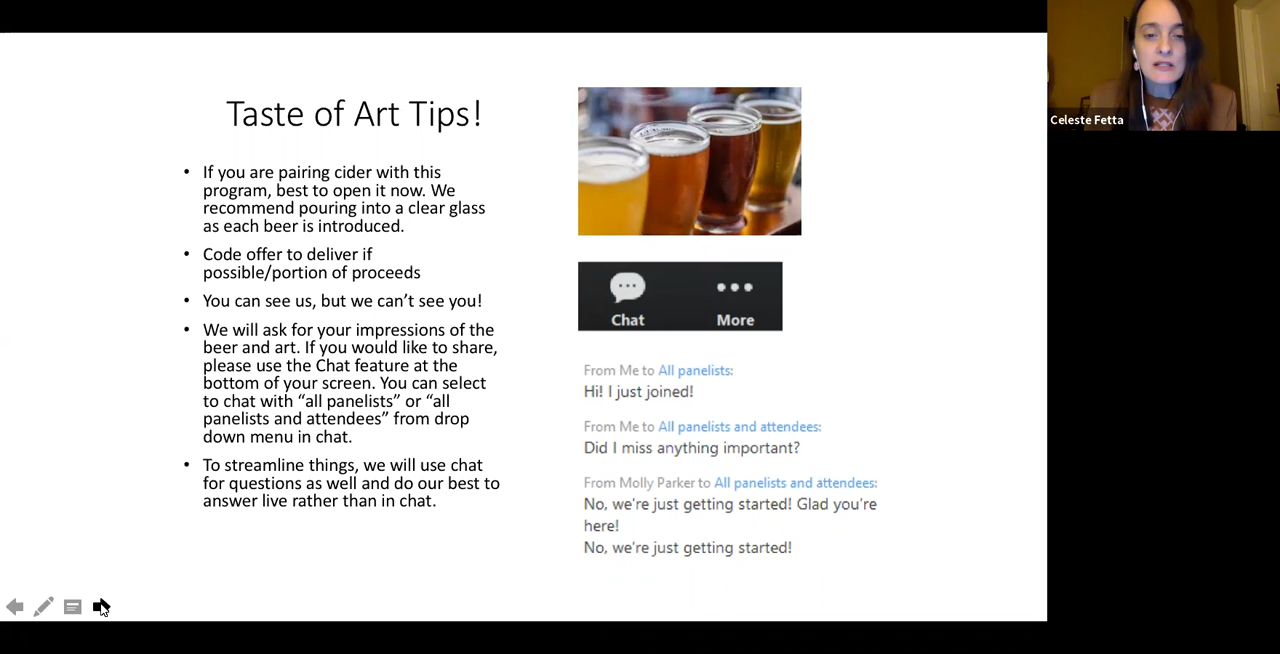 Taste of Art Tips!
• If you are pairing cider with this
program, best to open it now. We
recommend pouring into a clear glass
as each beer is introduced.
• Code offer to deliver if
possible/portion of proceeds
• You can see us, but we can’t see you!
• We will ask for your impressions of the
beer and art. If you would like to share,
please use the Chat feature at the
bottom of your screen. You can select
to chat with “all panelists” or “all
panelists and attendees” from drop
down menu in chat.
• To streamline things, we will use chat
for questions as well and do our best to
answer live rather than in chat.
Chat More
From Me to All panelists:
Hi! I just joined!
From Me to All panelists and attendees:
Did I miss anything important?
From Molly Parker to All panelists and attendees:
No, we're just getting started! Glad you're
here!
No, we're just getting started!
Celeste Fetta